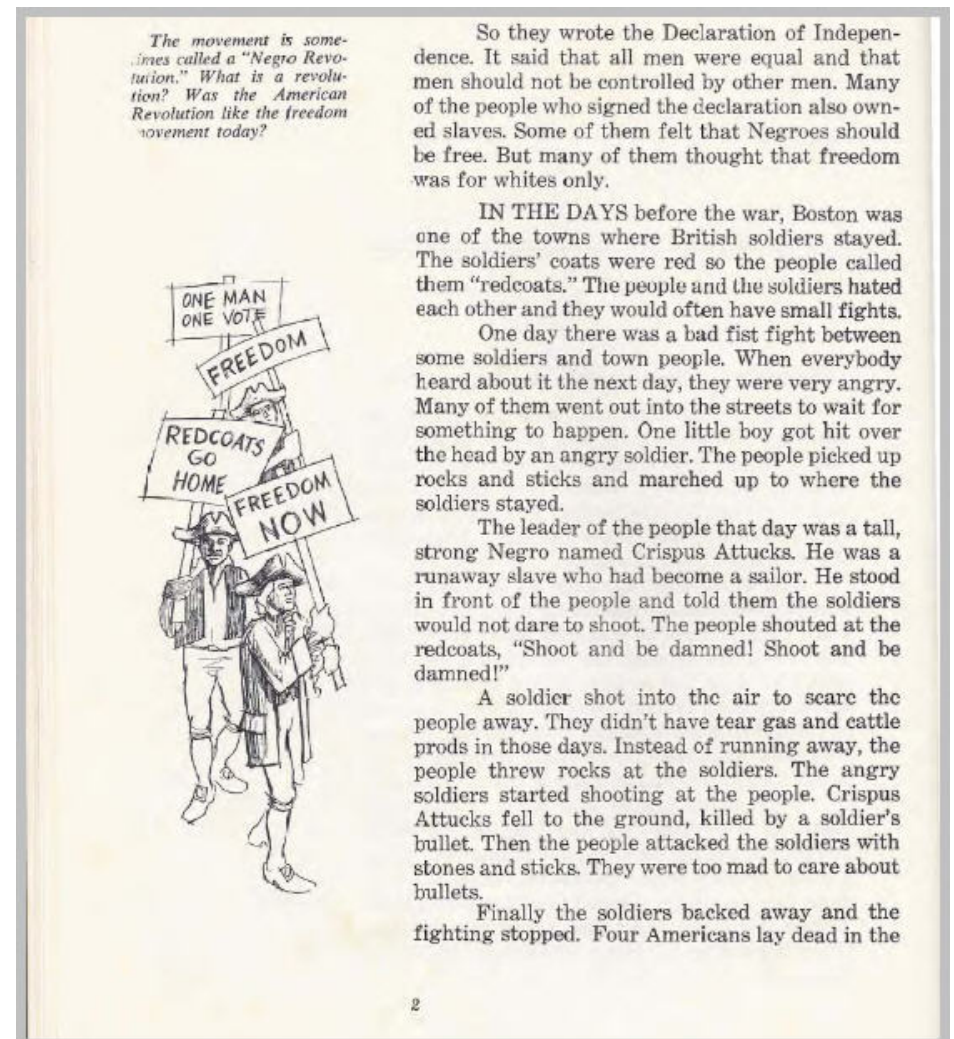 The movement is some-
.imes called a "Negro Revo-
lution." What is a revolu-
tion? Was the American
Revolution like the freedom
movement today?
So they wrote the Declaration of Indepen-
dence. It said that all men were equal and that
men should not be controlled by other men. Many
of the people who signed the declaration also own-
ed slaves. Some of them felt that Negroes should
be free. But many of them thought that freedom
was for whites only.
IN THE DAYS before the war, Boston was
one of the towns where British soldiers stayed.
The soldiers' coats were red so the people called
them "redcoats." The people and the soldiers hated
each other and they would often have small fights.
One day there was a bad fist fight between
some soldiers and town people. When everybody
heard about it the next day, they were very angry.
Many of them went out into the streets to wait for
something to happen. One little boy got hit over
the head by an angry soldier. The people picked up
rocks and sticks and marched up to where the
soldiers stayed.
The leader of the people that day was a tall,
strong Negro named Crispus Attucks. He was a
runaway slave who had become a sailor. He stood
in front of the people and told them the soldiers
would not dare to shoot. The people shouted at the
redcoats, "Shoot and be damned! Shoot and be
damned!"
A soldier shot into the air to scare the
people away. They didn't have tear gas and cattle
prods in those days. Instead of running away, the
people threw rocks at the soldiers. The angry
soldiers started shooting at the people. Crispus
Attucks fell to the ground, killed by a soldier's
bullet. Then the people attacked the soldiers with
stones and sticks. They were too mad to care about
bullets.
Finally the soldiers backed away and the
fighting stopped. Four Americans lay dead in the
ONE MAN
ONE VOTE
FREEDOM
REDCOATS
GO
HOME
FREEDOM
NOW
2